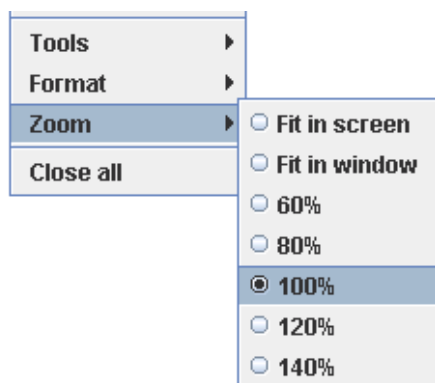 Tools
Format
Zoom
Close all
Fit in screen
Fit in window
60%
80%
100%
120%
140%